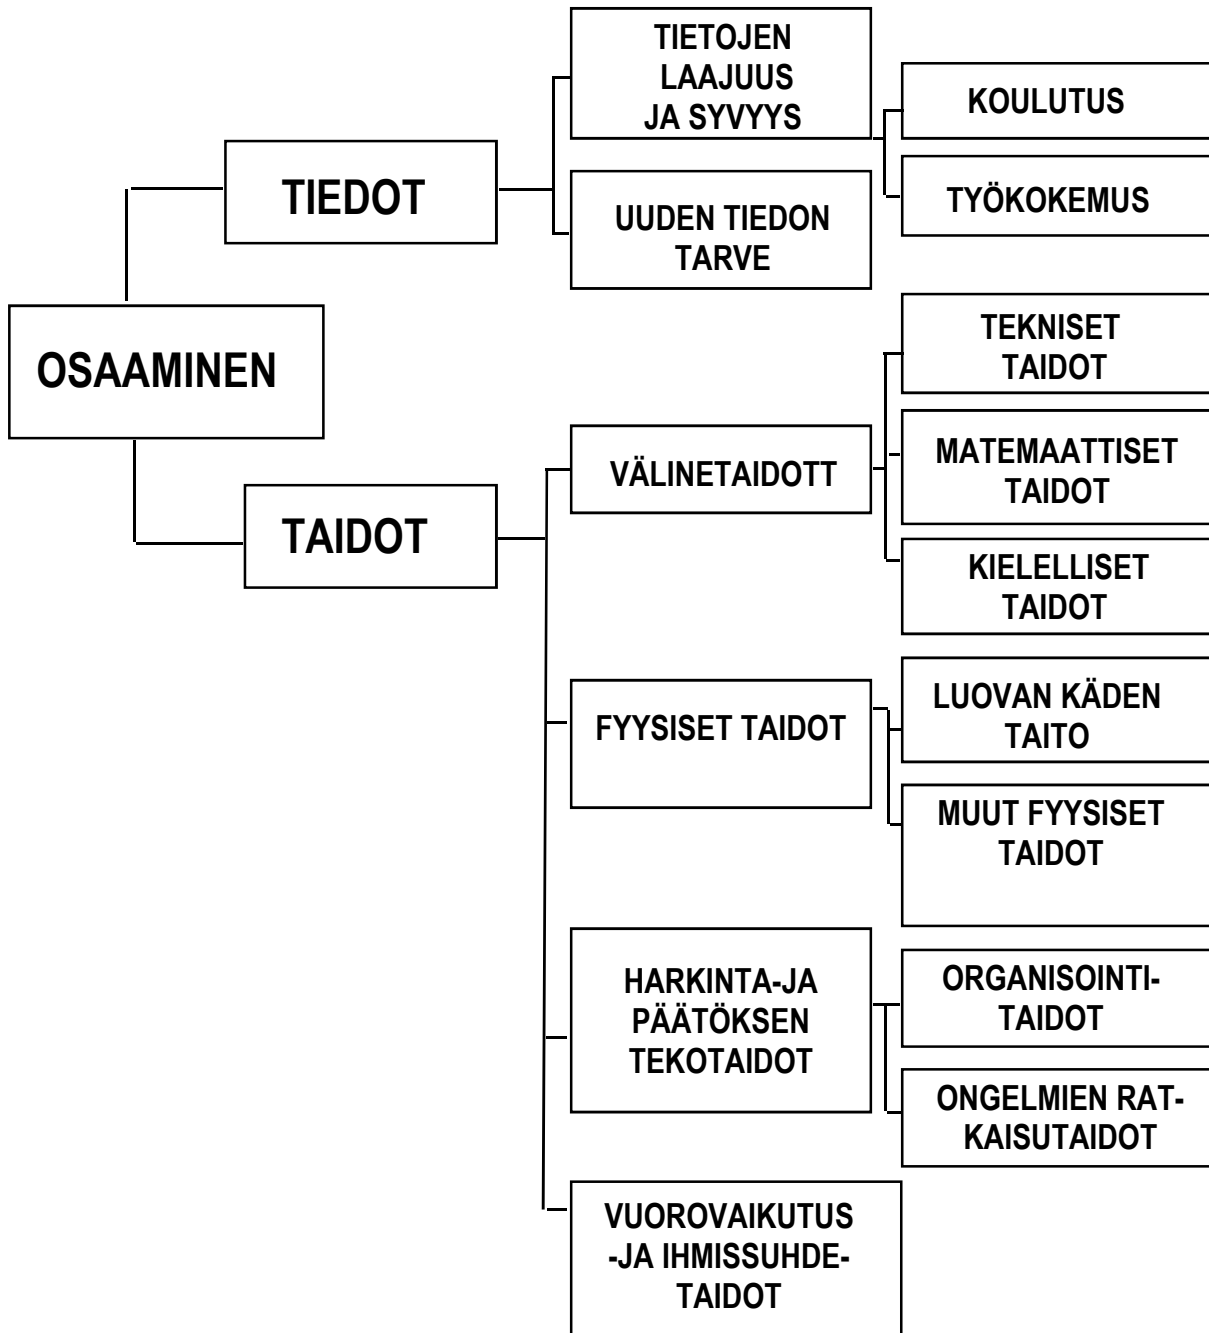 TIETOJEN
LAAJUUS
JA SYVYYS
KOULUTUS
TIEDOT
TYÖKOKEMUS
UUDEN TIEDON
TARVE
OSAAMINEN
TEKNISET
TAIDOT
VÄLINETAIDOTT
MATEMAATTISET
TAIDOT
TAIDOT
KIELELLISET
TAIDOT
FYYSISET TAIDOT
LUOVAN KÄDEN
TAITO
MUUT FYYSISET
TAIDOT
HARKINTA-JA
PÄÄTÖKSEN
TEKOTAIDOT
ORGANISOINTI-
TAIDOT
ONGELMIEN RAT-
KAISUTAIDOT
VUOROVAIKUTUS
-JA IHMISSUHDE-
TAIDOT